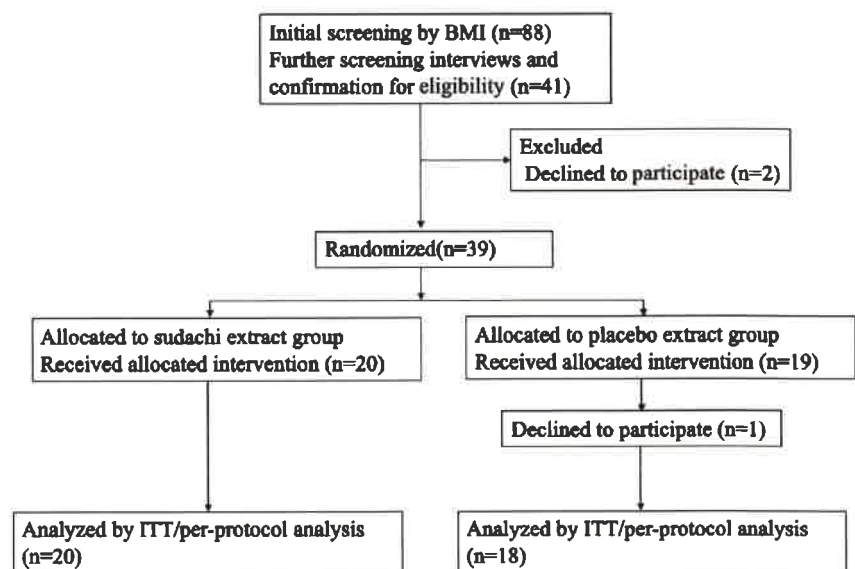 Initial screening by BMI (n=88)
Further screening interviews and
confirmation for eligibility (n=41)
Excluded
Declined to participate (n=2)
Randomized(n=39)
Allocated to sudachi extract group
Received allocated intervention (n=20)
Allocated to placebo extract group
Received allocated intervention (n=19)
Declined to participate (n=1)
Analyzed by ITT/per-protocol analysis
(n=20)
Analyzed by ITT/per-protocol analysis
(n=18)